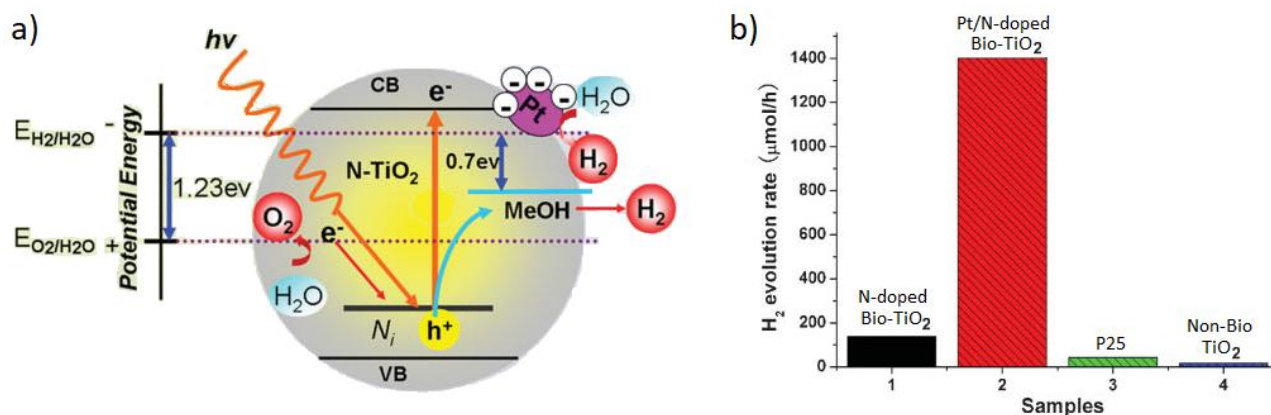 a)
hν
CB
e-
Pt
- - - -
H2O
EH2/H2O -
0.7ev
H2
N-TiO2
1.23ev
Potential Energy
O2
MeOH
H2
EO2/H2O +
e-
H2O
Ni
h+
VB
b)
Pt/N-doped
Bio-TiO2
1400
1200
1000
800
600
400
200
0
H2 evolution rate (μmol/h)
N-doped
Bio-TiO2
P25
Non-Bio
TiO2
1 2 3 4
Samples